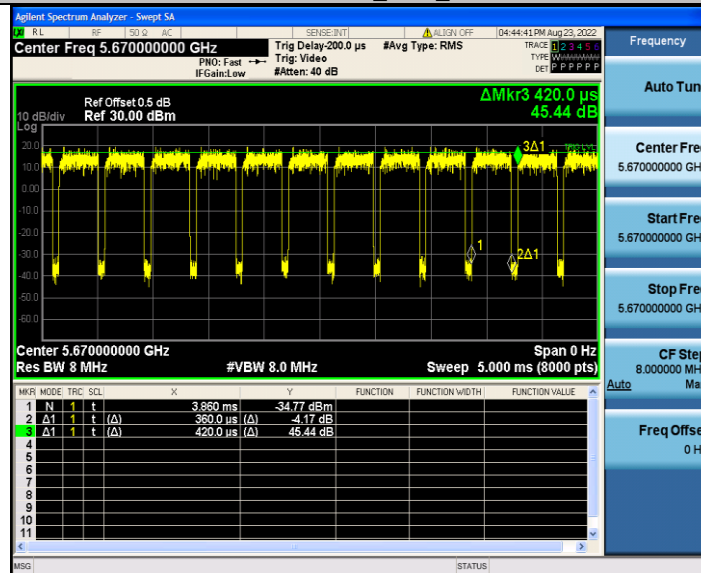 Agilent Spectrum Analyzer - Swept SA
RL RF 50 Ω AC SENSE:INT ALIGN OFF 04:44:41 PM Aug 23, 2022
Center Freq 5.670000000 GHz
PNO: Fast
IFGain:Low
Trig Delay-200.0 µs
Trig: Video
#Atten: 40 dB
#Avg Type: RMS
TRACE 1 2 3 4 5 6
TYPE W
DET P P P P P P
ΔMkr3 420.0 µs
45.44 dB
Ref Offset 0.5 dB
10 dB/div Ref 30.00 dBm
Log
20.0
10.0
0.00
-10.0
-20.0
-30.0
-40.0
-50.0
-60.0
3Δ1
1
2Δ1
Center 5.670000000 GHz Span 0 Hz
Res BW 8 MHz #VBW 8.0 MHz Sweep 5.000 ms (8000 pts)
MKR MODE TRC SCL X Y FUNCTION FUNCTION WIDTH FUNCTION VALUE
1 N 1 t 3.860 ms -34.77 dBm
2 Δ1 1 t (Δ) 360.0 µs (Δ) -4.17 dB
3 Δ1 1 t (Δ) 420.0 µs (Δ) 45.44 dB
4
5
6
7
8
9
10
11
MSG STATUS
Frequency
Auto Tun
Center Fre
5.670000000 GH
Start Fre
5.670000000 GH
Stop Fre
5.670000000 GH
CF Step
8.000000 MH
Auto Ma
Freq Offse
0 H